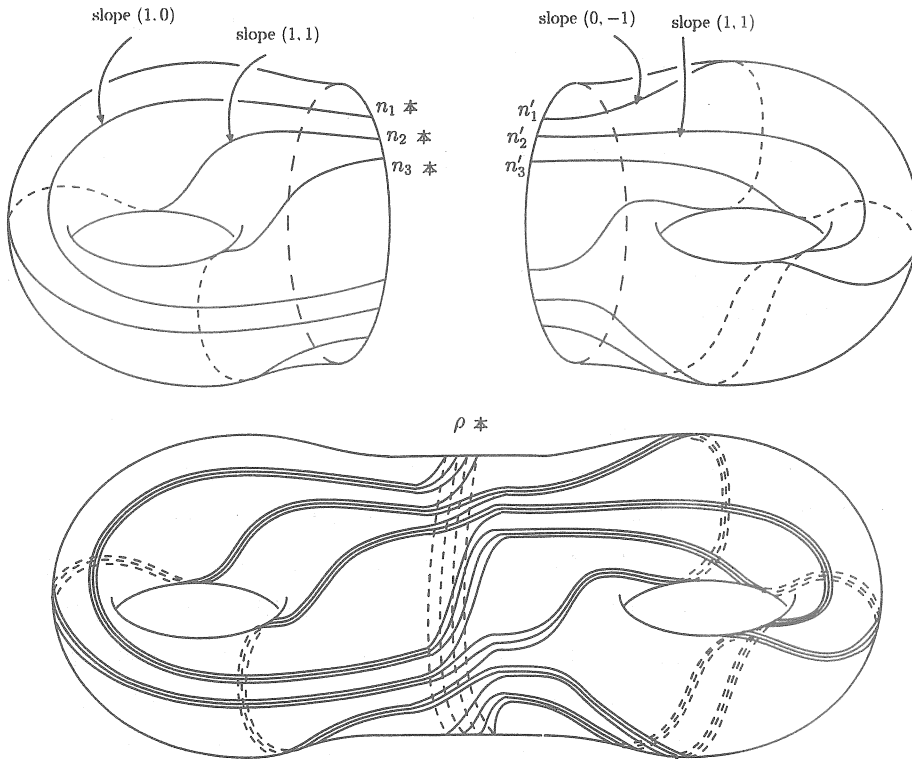 slope (1.0)
slope (1, 1)
n₁ 本
n₂ 本
n₃ 本
slope (0, −1)
slope (1, 1)
n′₁
n′₂
n′₃
ρ 本